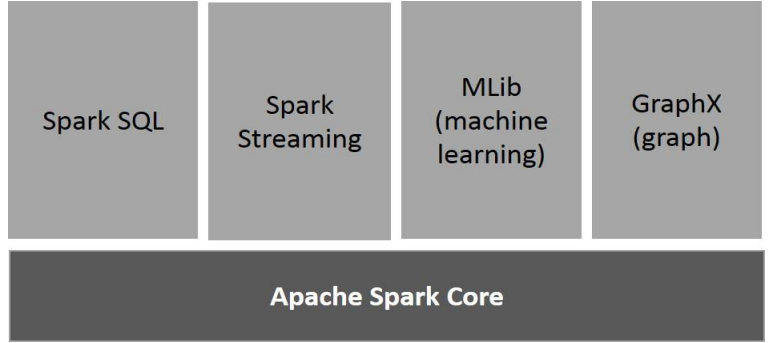 Spark SQL
Spark
Streaming
MLib
(machine
learning)
GraphX
(graph)
Apache Spark Core